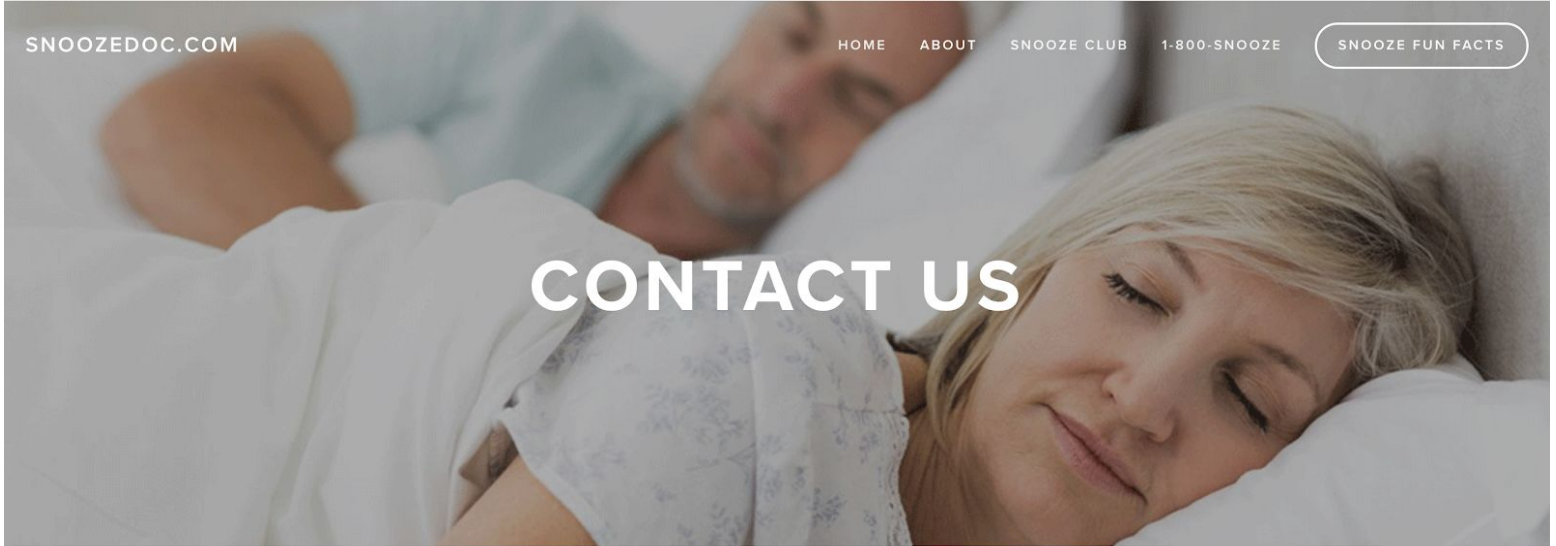 SNOOZEDOC.COM
HOME ABOUT SNOOZE CLUB 1-800-SNOOZE SNOOZE FUN FACTS
CONTACT US